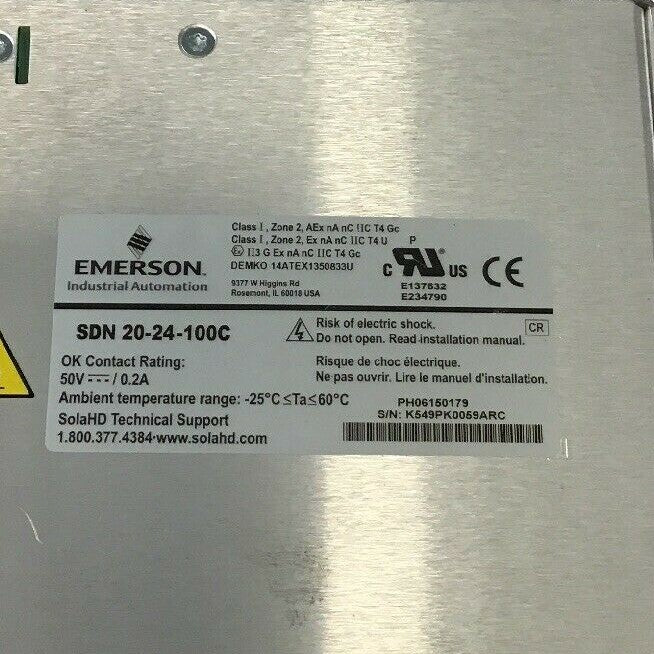 Class I, Zone 2, AEx nA nC IIC T4 Gc
Class I, Zone 2, Ex nA nC IIC T4 U
Ex II3 G Ex nA nC IIC T4 Gc
DEMKO 14ATEX1350833U
9377 W Higgins Rd
Rosemont, IL 60018 USA
EMERSON
Industrial Automation
P
C UR US CE
E137632
E234790
SDN 20-24-100C
OK Contact Rating:
50V / 0.2A
Ambient temperature range: -25°C ≤Ta≤ 60°C
SolaHD Technical Support
1.800.377.4384·www.solahd.com
Risk of electric shock.
Do not open. Read installation manual.
CR
Risque de choc électrique.
Ne pas ouvrir. Lire le manuel d'installation.
PH06150179
S/N: K549PK0059ARC